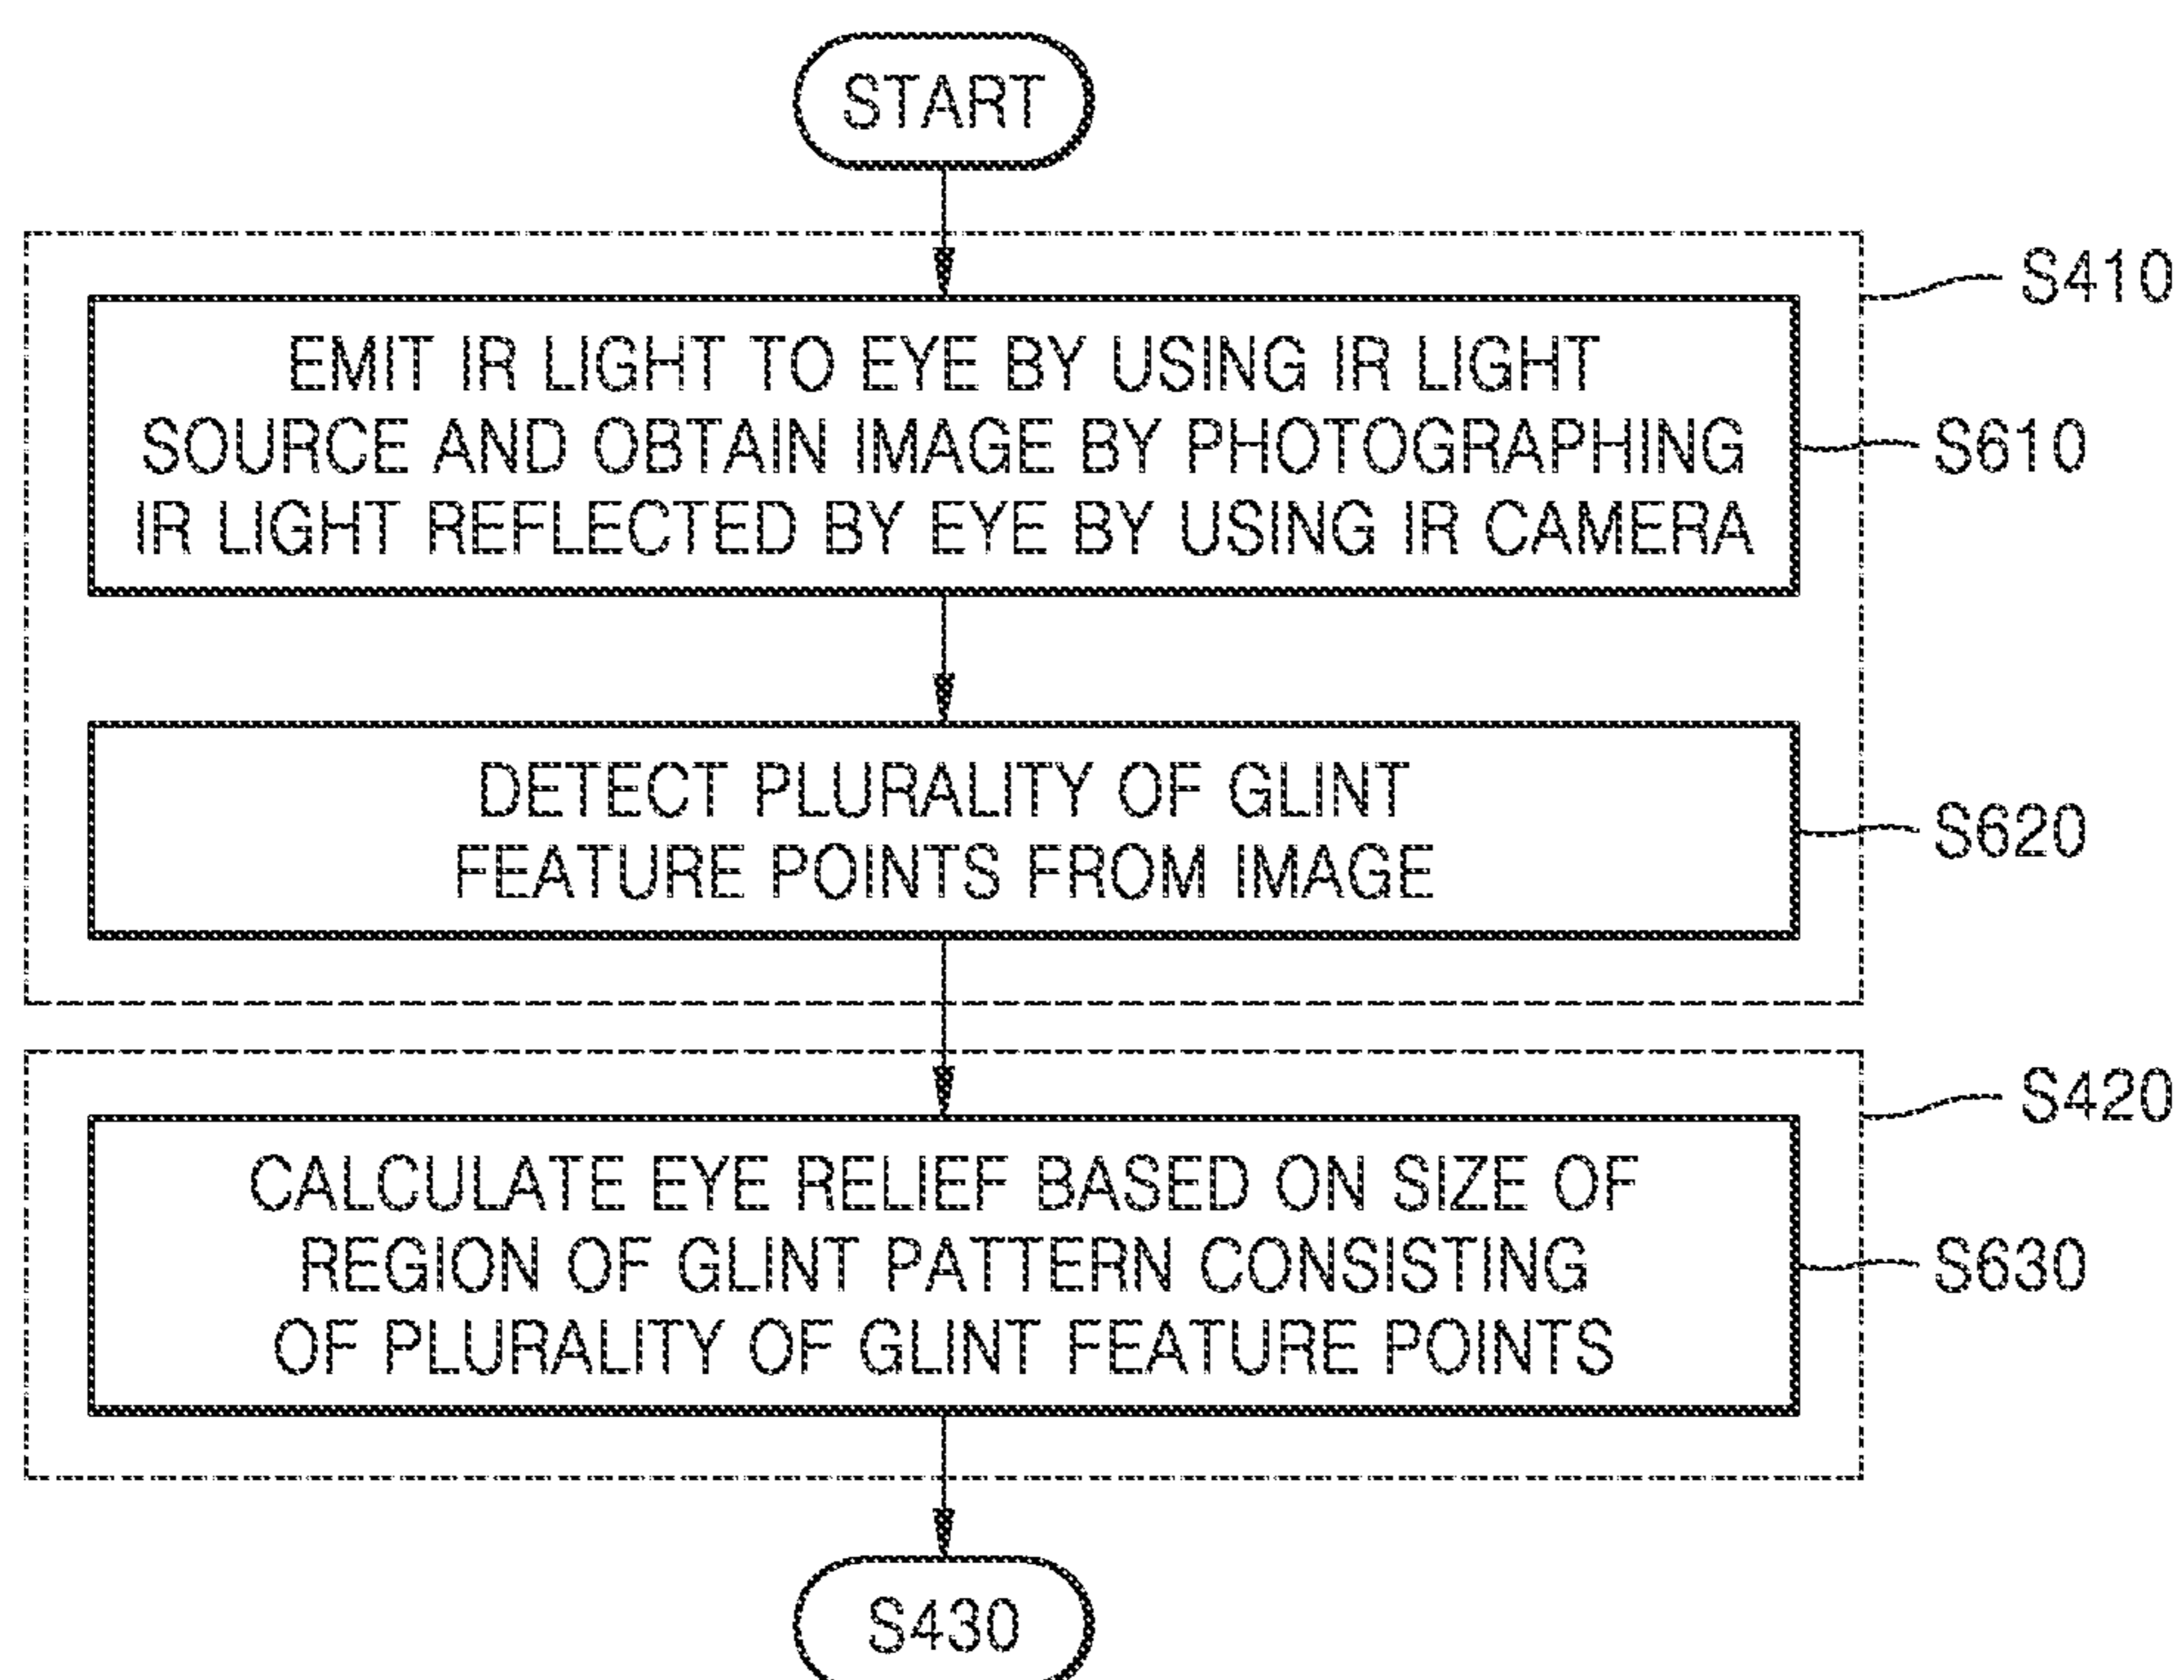 START
S410
EMIT IR LIGHT TO EYE BY USING IR LIGHT
SOURCE AND OBTAIN IMAGE BY PHOTOGRAPHING
IR LIGHT REFLECTED BY EYE BY USING IR CAMERA
S610
DETECT PLURALITY OF GLINT
FEATURE POINTS FROM IMAGE
S620
S420
CALCULATE EYE RELIEF BASED ON SIZE OF
REGION OF GLINT PATTERN CONSISTING
OF PLURALITY OF GLINT FEATURE POINTS
S630
S430